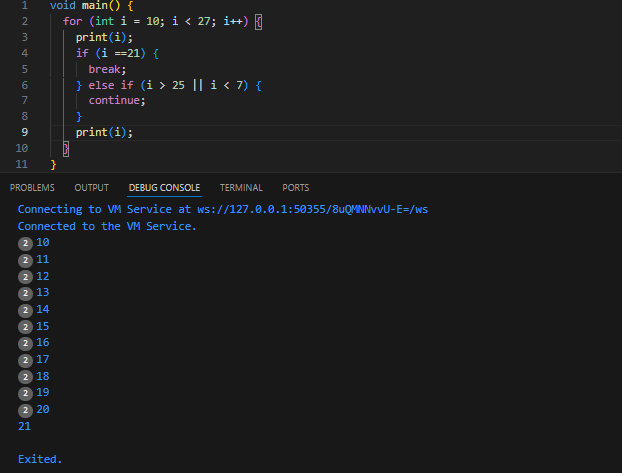 1 void main() {
2 for (int i = 10; i < 27; i++) {
3 print(i);
4 if (i ==21) {
5 break;
6 } else if (i > 25 || i < 7) {
7 continue;
8 }
9 print(i);
10 }
11 }
PROBLEMS OUTPUT DEBUG CONSOLE TERMINAL PORTS
Connecting to VM Service at ws://127.0.0.1:50355/8uQMNNvvU-E=/ws
Connected to the VM Service.
2 10
2 11
2 12
2 13
2 14
2 15
2 16
2 17
2 18
2 19
2 20
21
Exited.